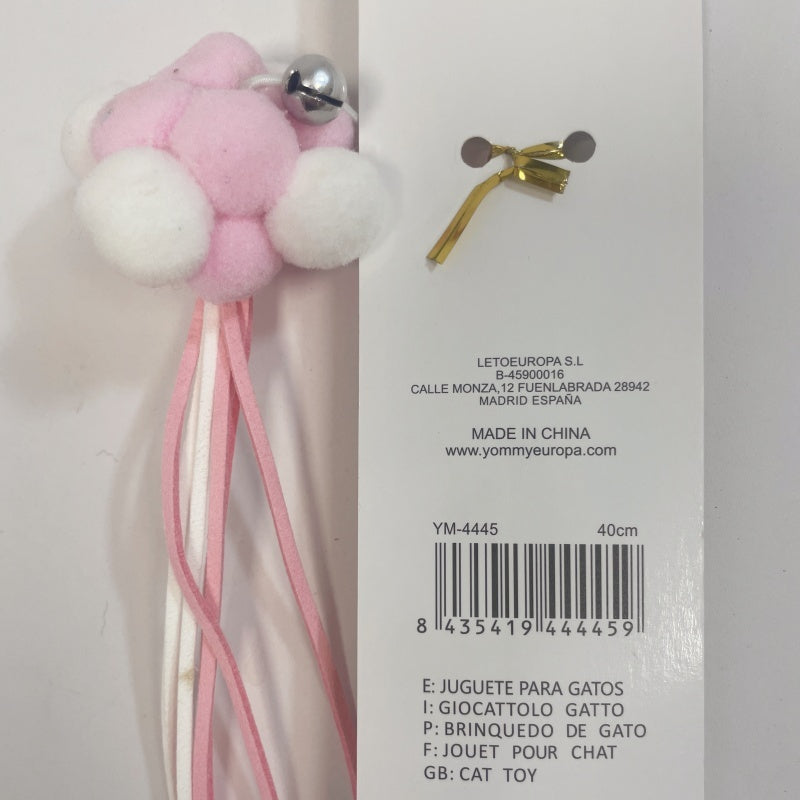 LETOEUROPA S.L
B-45900016
CALLE MONZA,12 FUENLABRADA 28942
MADRID ESPAÑA
MADE IN CHINA
www.yommyeuropa.com
YM-4445 40cm
8 435419 444459
E: JUGUETE PARA GATOS
I: GIOCATTOLO GATTO
P: BRINQUEDO DE GATO
F: JOUET POUR CHAT
GB: CAT TOY